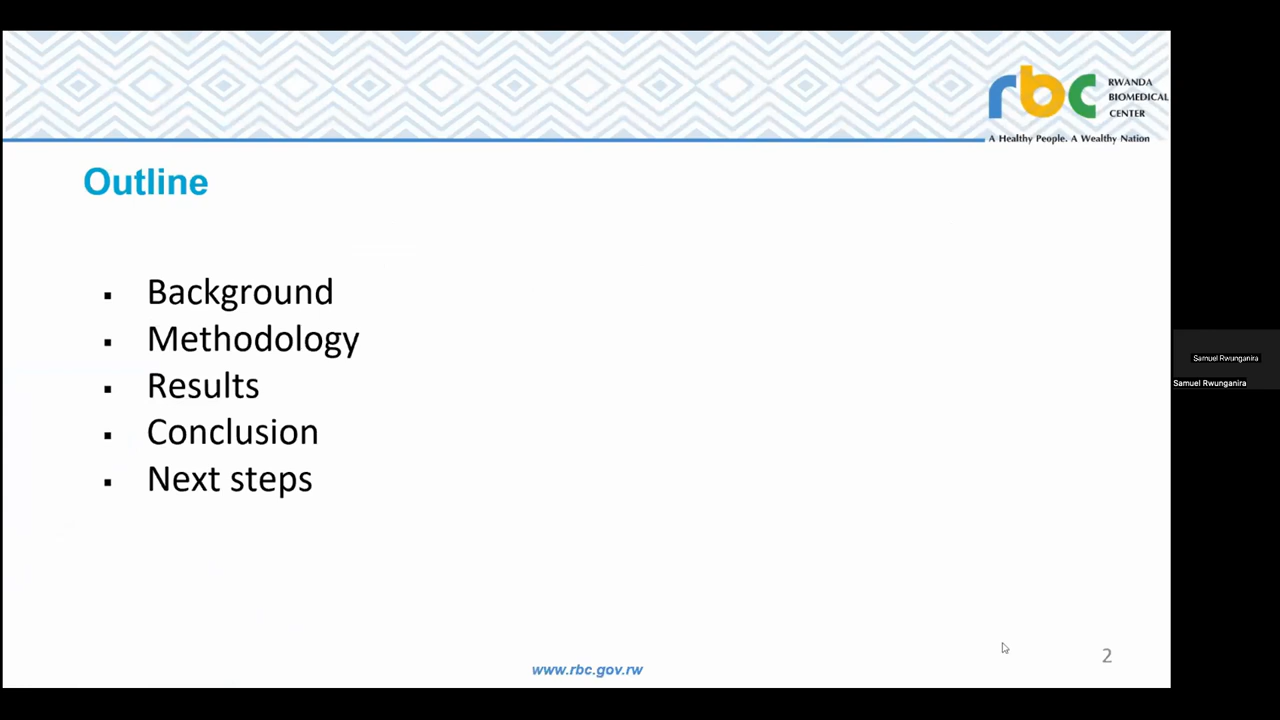 rbc
RWANDA
BIOMEDICAL
CENTER
A Healthy People. A Wealthy Nation
Outline
▪ Background
▪ Methodology
▪ Results
▪ Conclusion
▪ Next steps
Samuel Rwunganira
Samuel Rwunganira
www.rbc.gov.rw
2